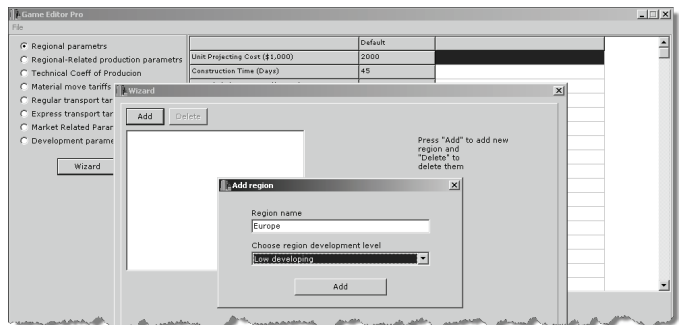 Game Editor Pro
File
Regional parametrs
Regional-Related production parametrs
Technical Coeff of Producion
Material move tariffs
Regular transport tar
Express transport tar
Market Related Parar
Development parame
Wizard
Default
Unit Projecting Cost ($1,000) 2000
Construction Time (Days) 45
Wizard
Add Delete
Press "Add" to add new
region and
"Delete" to
delete them
Add region
Region name
Europe
Choose region development level
Low developing
Add